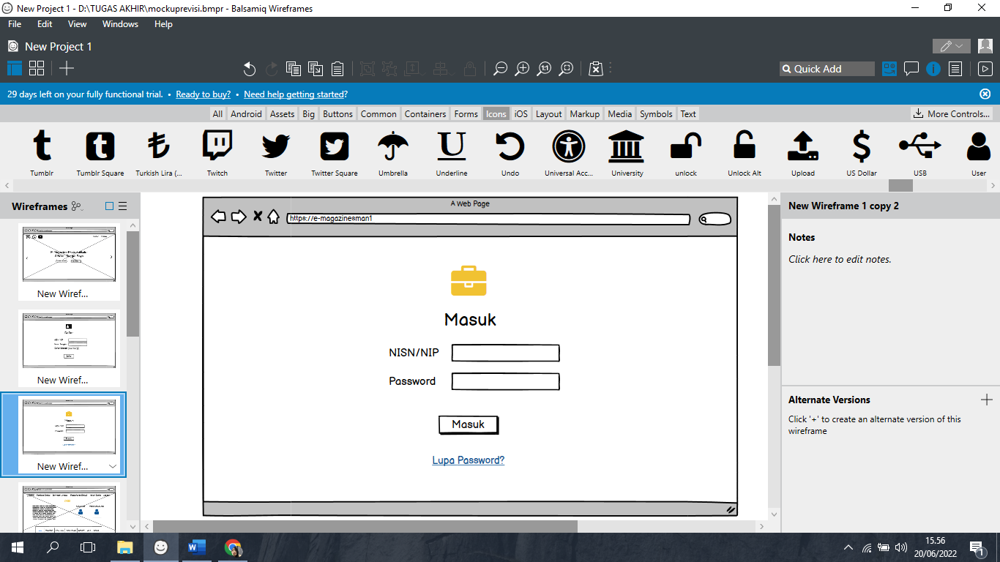 New Project 1 - D:\TUGAS AKHIR\mockuprevisi.bmpr - Balsamiq Wireframes
File Edit View Windows Help
New Project 1
Quick Add
29 days left on your fully functional trial. • Ready to buy? • Need help getting started?
All Android Assets Big Buttons Common Containers Forms Icons iOS Layout Markup Media Symbols Text More Controls...
Tumblr Tumblr Square Turkish Lira (... Twitch Twitter Twitter Square Umbrella Underline Undo Universal Acc... University unlock Unlock Alt Upload US Dollar USB User
Wireframes
New Wiref...
New Wiref...
New Wiref...
A Web Page
https://e-magazinesman1
Masuk
NISN/NIP
Password
Masuk
Lupa Password?
New Wireframe 1 copy 2
Notes
Click here to edit notes.
Alternate Versions
Click '+' to create an alternate version of this
wireframe
15.56
20/06/2022
1